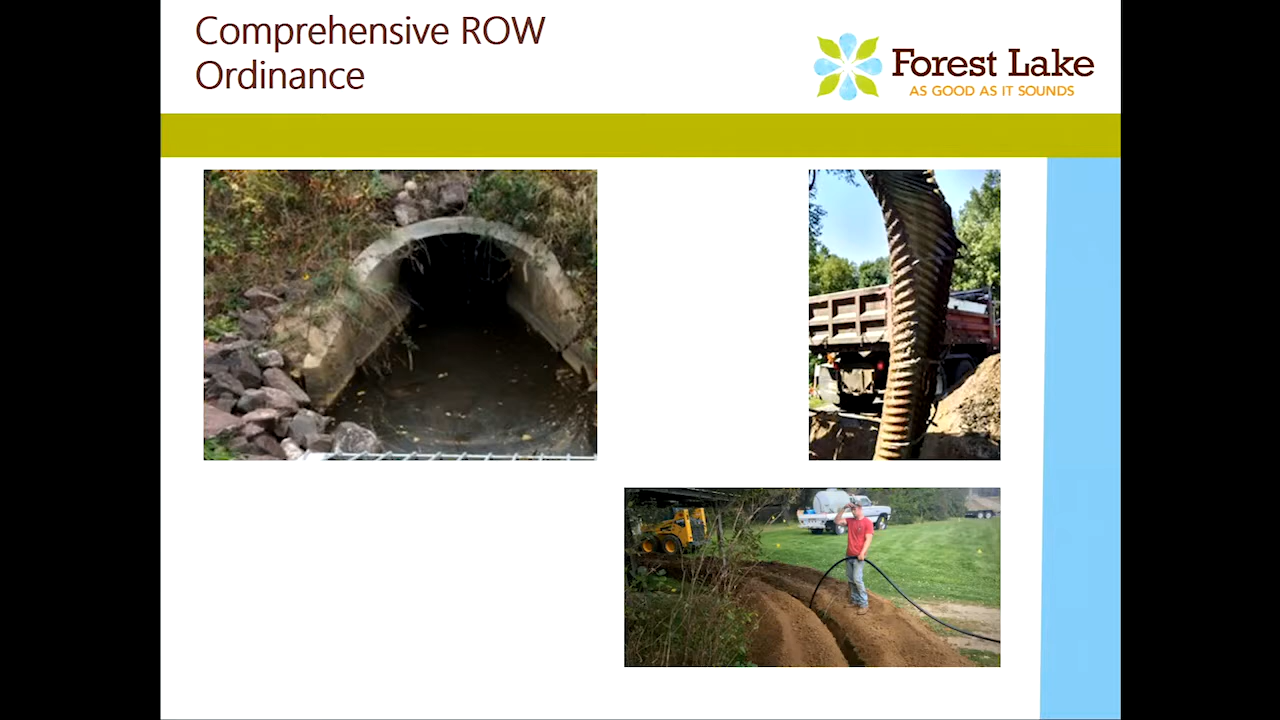 Comprehensive ROW
Ordinance
Forest Lake
AS GOOD AS IT SOUNDS